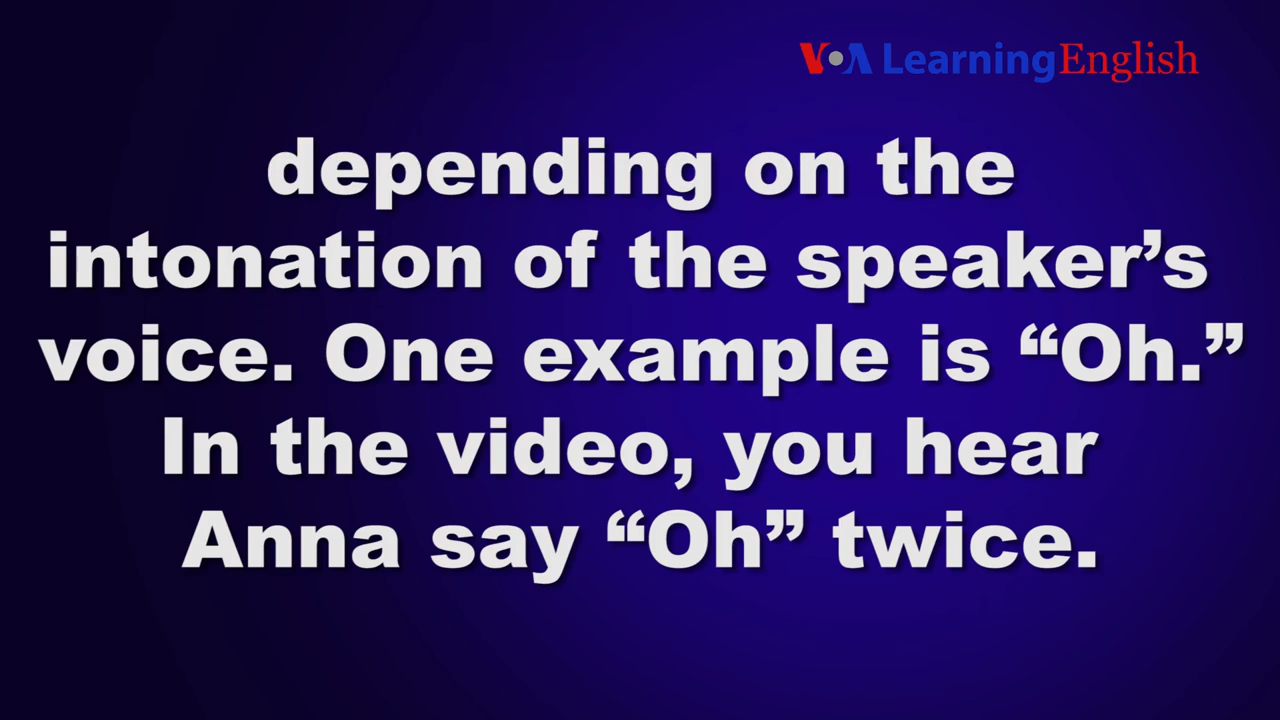 VOA LearningEnglish
depending on the
intonation of the speaker’s
voice. One example is “Oh.”
In the video, you hear
Anna say “Oh” twice.